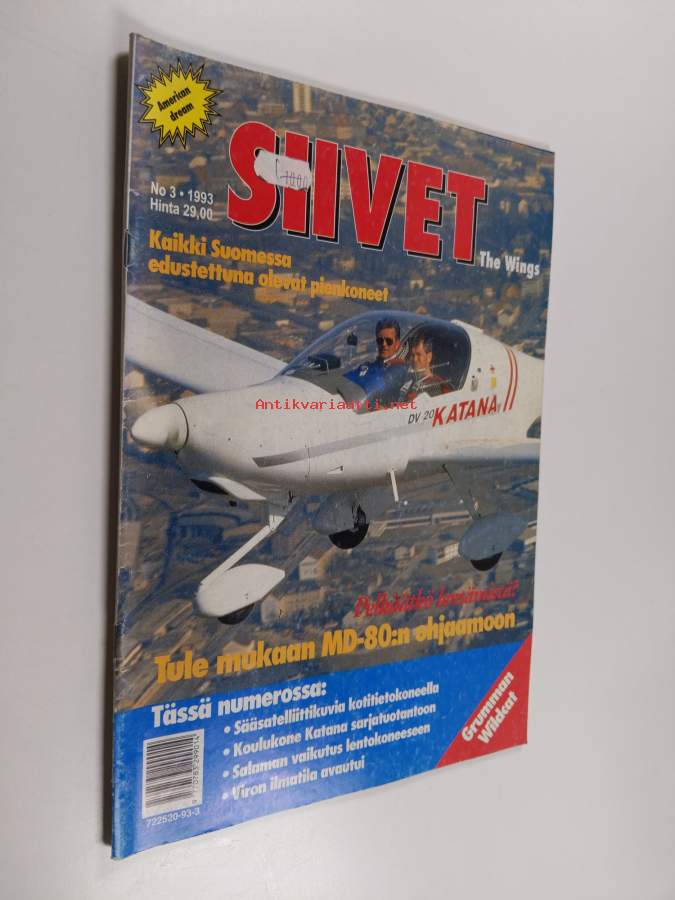 American
dream
SIIVET
The Wings
No 3 • 1993
Hinta 29,00
Kaikki Suomessa
edustettuna olevat pienkoneet
Antikvariaatti.net
DV 20 KATANA
Pelkäätkö lentämistä?
Tule mukaan MD-80:n ohjaamoon
Tässä numerossa:
• Sääsatelliittikuvia kotitietokoneella
• Koulukone Katana sarjatuotantoon
• Salaman vaikutus lentokoneeseen
• Viron ilmatila avautui
Grumman
Wildcat
722520-93-3